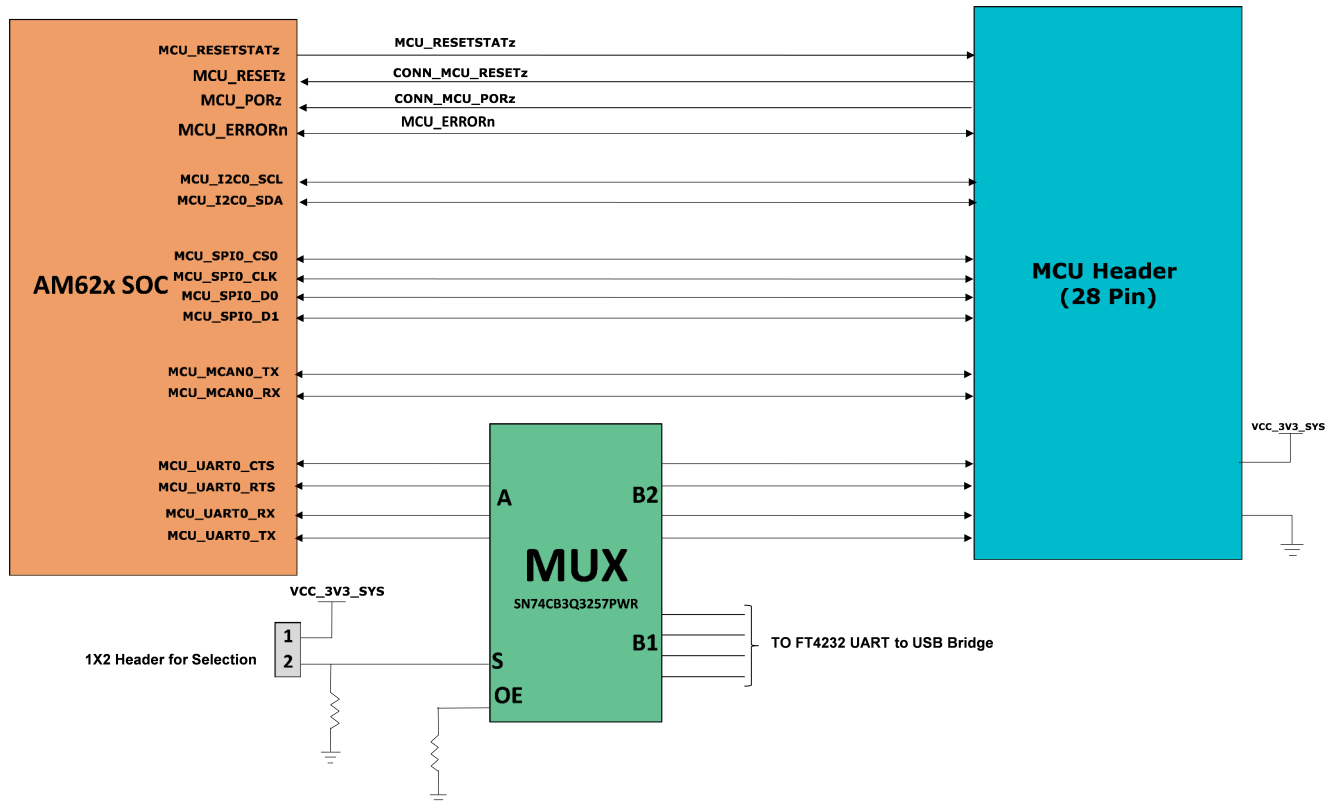 MCU_RESETSTATz
MCU_RESETSTATz
MCU_RESETz
CONN_MCU_RESETz
MCU_PORz
CONN_MCU_PORz
MCU_ERRORn
MCU_ERRORn
MCU_I2C0_SCL
MCU_I2C0_SDA
MCU_SPI0_CS0
MCU_SPI0_CLK
MCU_SPI0_D0
MCU_SPI0_D1
AM62x SOC
MCU Header
(28 Pin)
MCU_MCAN0_TX
MCU_MCAN0_RX
VCC_3V3_SYS
MCU_UART0_CTS
MCU_UART0_RTS
MCU_UART0_RX
MCU_UART0_TX
A
B2
MUX
SN74CB3Q3257PWR
B1
S
OE
TO FT4232 UART to USB Bridge
VCC_3V3_SYS
1
2
1X2 Header for Selection